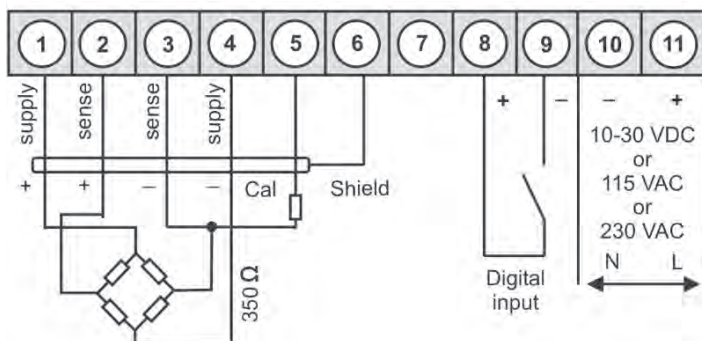 1 2 3 4 5 6 7 8 9 10 11
supply sense sense supply
+ + – – Cal Shield
350 Ω
+ – – +
Digital
input
10-30 VDC
or
115 VAC
or
230 VAC
N L